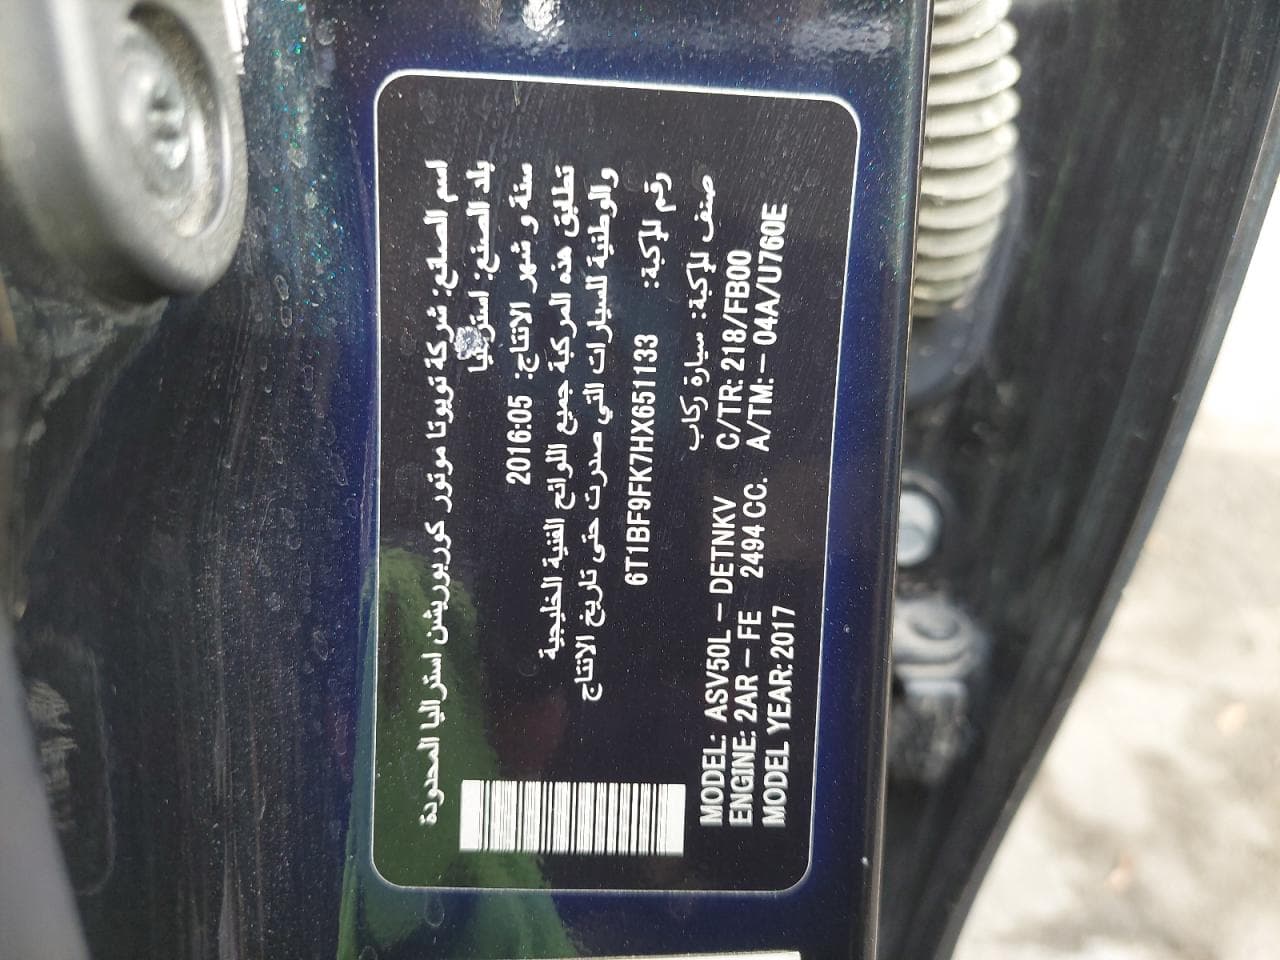 اسم الصانع: شركة تويوتا موتور كوربوريشن استراليا المحدودة
بلد الصنع: استراليا
سنة و شهر الانتاج: 2016:05
تطابق هذه المركبة جميع اللوائح الفنية الخليجية
والوطنية للسيارات التي صدرت حتى تاريخ الانتاج
رقم المركبة:
6T1BF9FK7HX651133
صنف المركبة: سيارة ركاب
MODEL: ASV50L – DETNKV C/TR: 218/FB00
ENGINE: 2AR – FE 2494 CC. A/TM: – 04A/U760E
MODEL YEAR: 2017